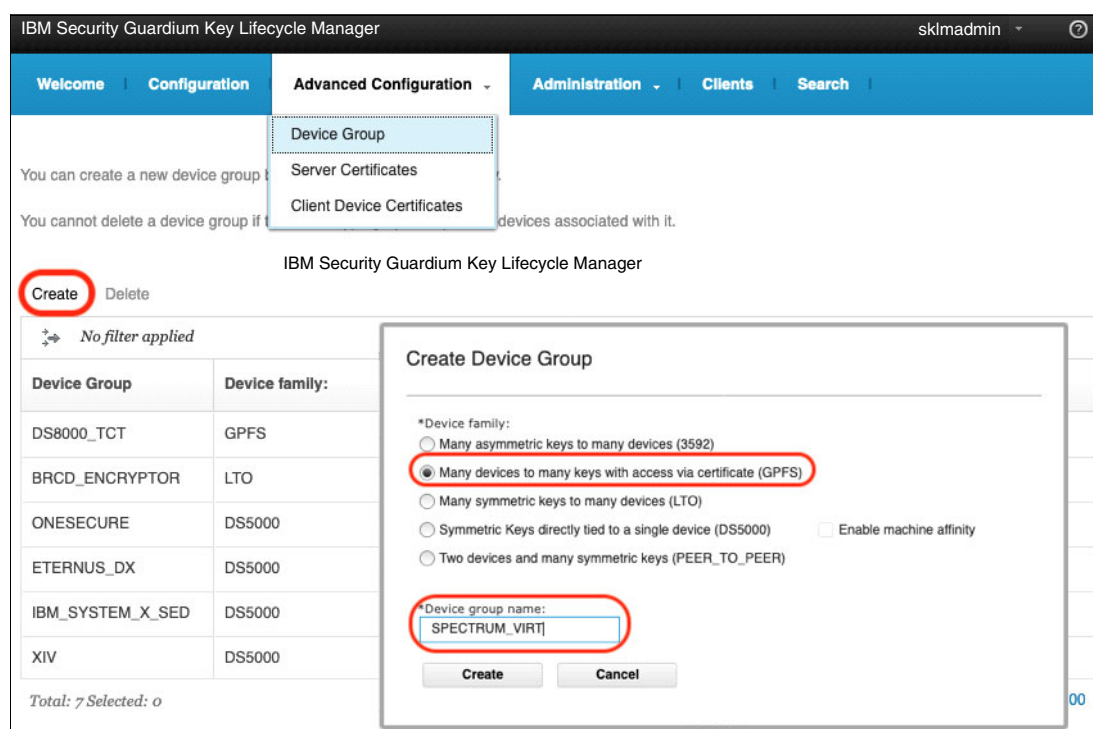 IBM Security Guardium Key Lifecycle Manager sklmadmin ?
Welcome Configuration Advanced Configuration Administration Clients Search
Device Group
Server Certificates
Client Device Certificates
You can create a new device group
You cannot delete a device group if devices associated with it.
IBM Security Guardium Key Lifecycle Manager
Create Delete
No filter applied
Device Group Device family:
DS8000_TCT GPFS
BRCD_ENCRYPTOR LTO
ONESECURE DS5000
ETERNUS_DX DS5000
IBM_SYSTEM_X_SED DS5000
XIV DS5000
Total: 7 Selected: 0
Create Device Group
*Device family:
Many asymmetric keys to many devices (3592)
Many devices to many keys with access via certificate (GPFS)
Many symmetric keys to many devices (LTO)
Symmetric Keys directly tied to a single device (DS5000) Enable machine affinity
Two devices and many symmetric keys (PEER_TO_PEER)
*Device group name:
SPECTRUM_VIRT
Create Cancel
00